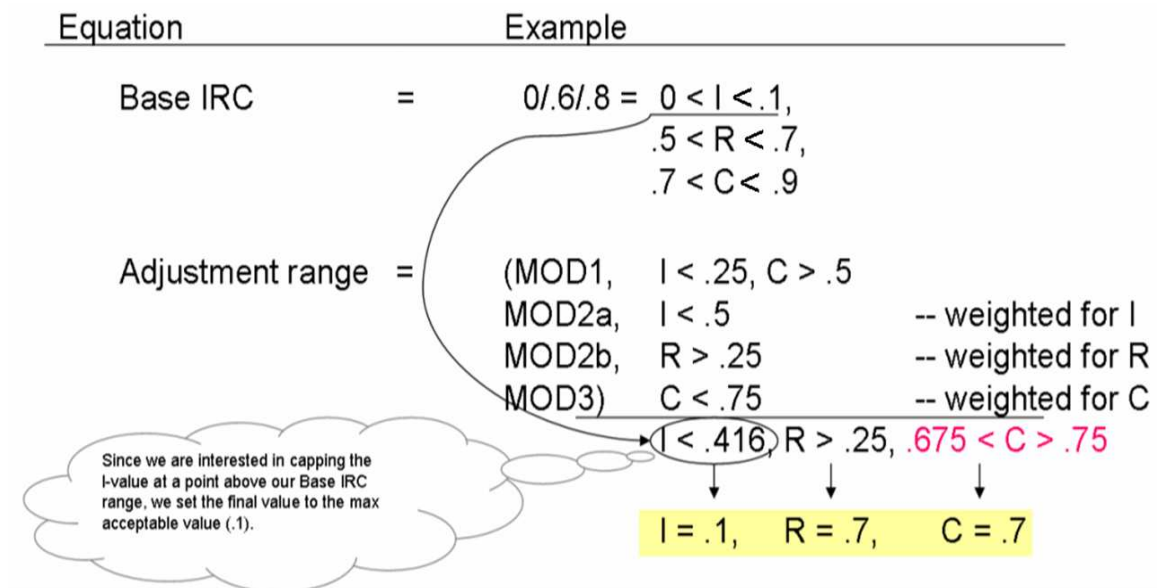 Equation Example
Base IRC = 0/.6/.8 = 0 < I < .1,
.5 < R < .7,
.7 < C < .9
Adjustment range = (MOD1, I < .25, C > .5
MOD2a, I < .5 -- weighted for I
MOD2b, R > .25 -- weighted for R
MOD3) C < .75 -- weighted for C
I < .416, R > .25, .675 < C > .75
Since we are interested in capping the
I-value at a point above our Base IRC
range, we set the final value to the max
acceptable value (.1).
I = .1, R = .7, C = .7